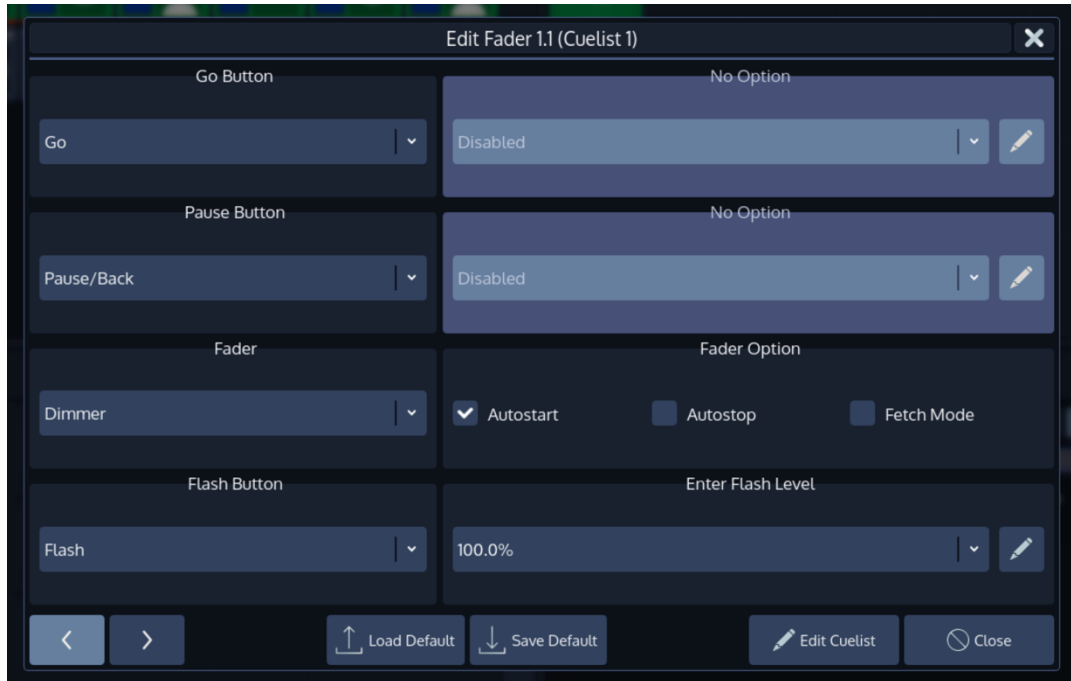 Edit Fader 1.1 (Cuelist 1)
Go Button
No Option
Go
Disabled
Pause Button
No Option
Pause/Back
Disabled
Fader
Fader Option
Dimmer
Autostart
Autostop
Fetch Mode
Flash Button
Enter Flash Level
Flash
100.0%
Load Default
Save Default
Edit Cuelist
Close